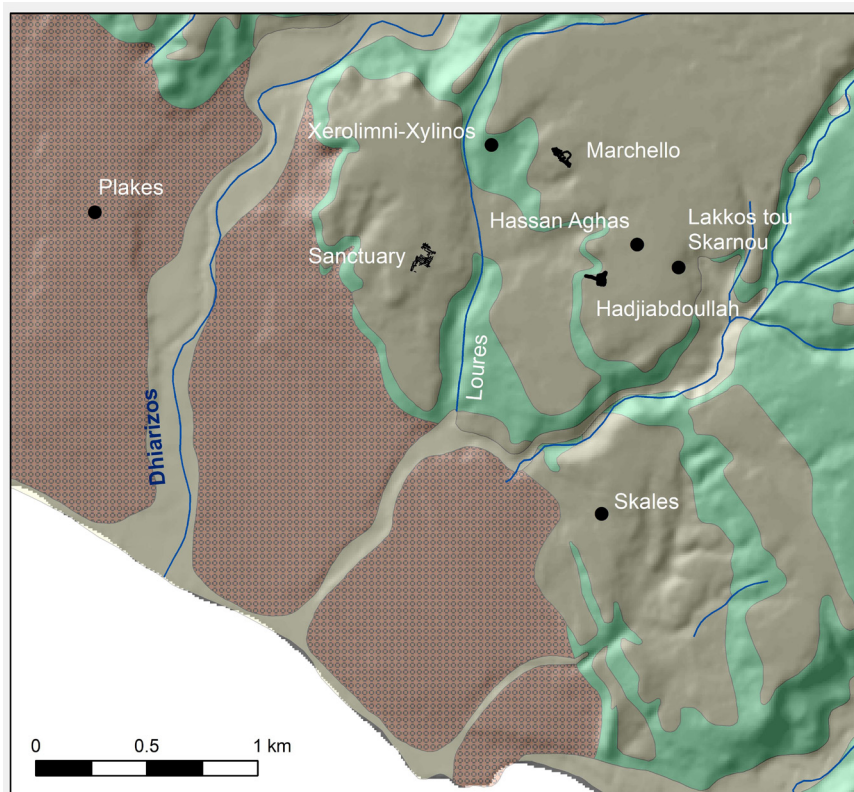 Xerolimni-Xylinos
Marchello
Plakes
Hassan Aghas
Lakkos tou
Skarnou
Sanctuary
Hadjiabdoullah
Loures
Dhiarizos
Skales
0
0.5
1 km